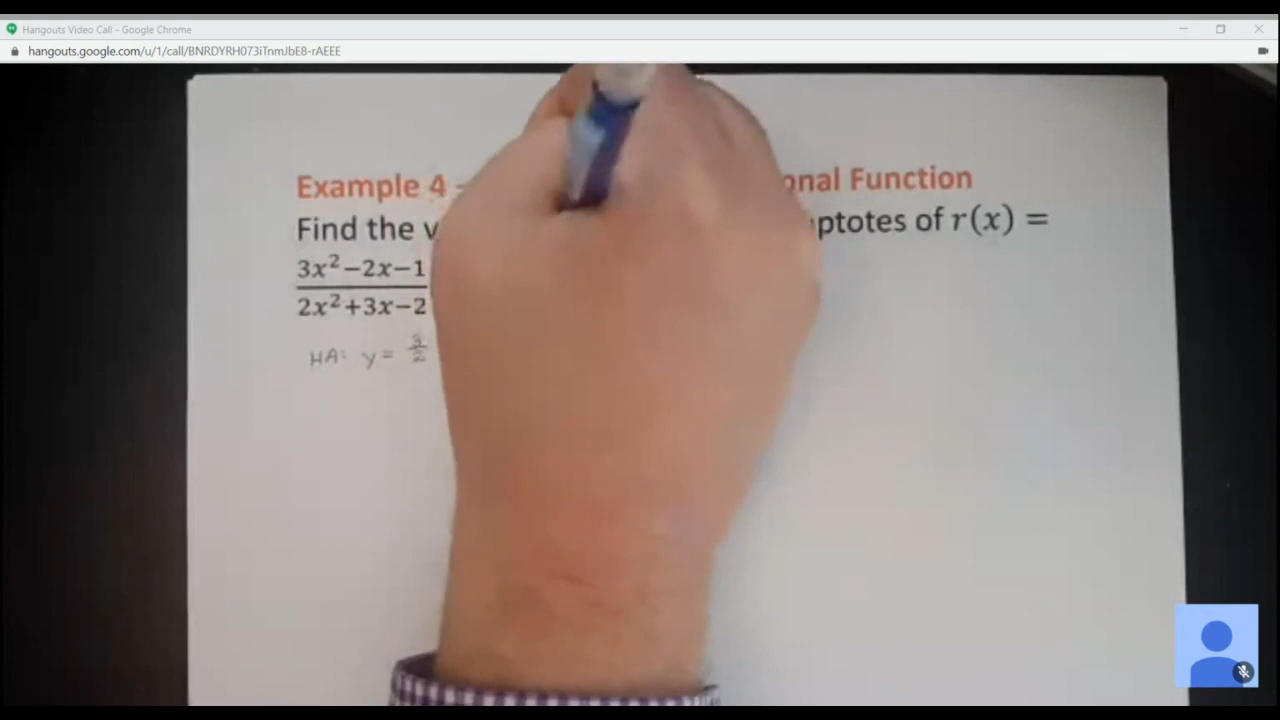 Hangouts Video Call - Google Chrome
hangouts.google.com/u/1/call/BNRDYRH073iTnmJbE8-rAEEE
Example 4 - onal Function
Find the v ptotes of r(x) =
3x²−2x−1
2x²+3x−2
HA: y = 3/2